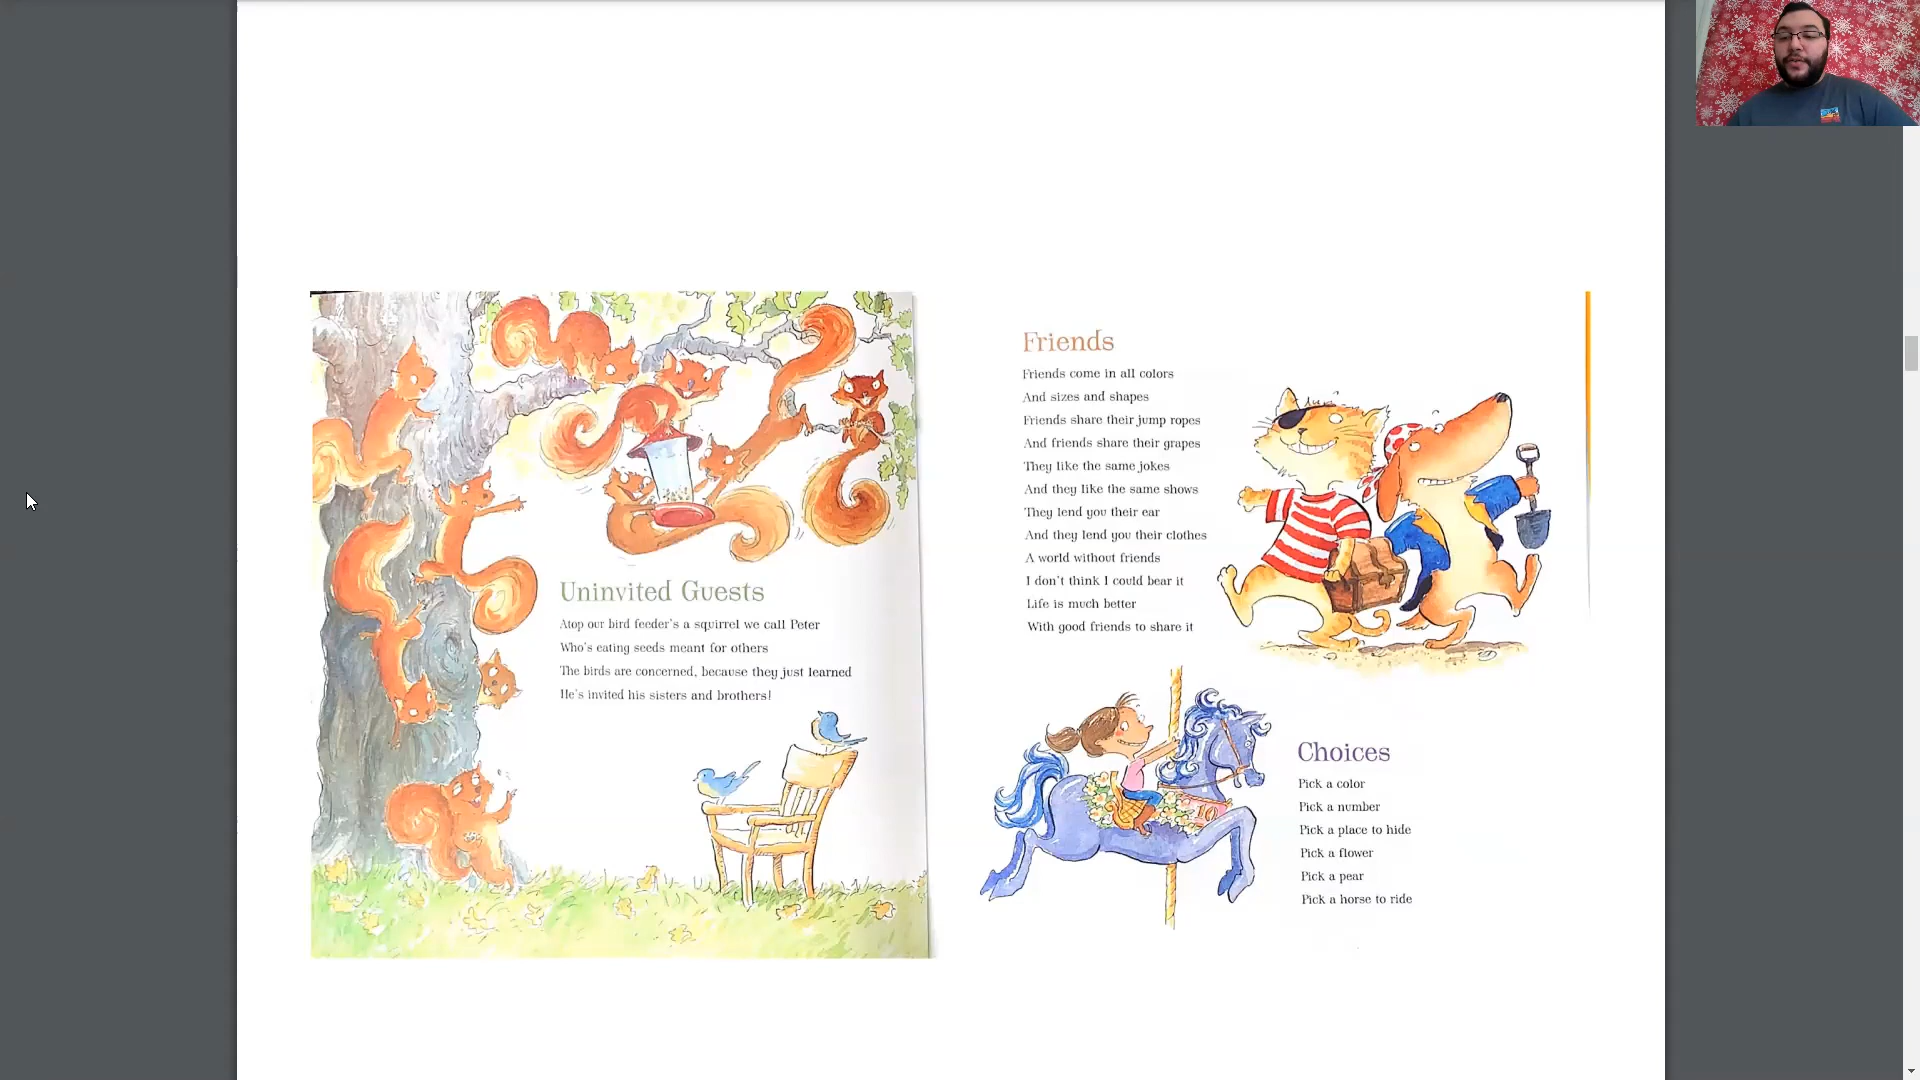 Uninvited Guests
Atop our bird feeder's a squirrel we call Peter
Who's eating seeds meant for others
The birds are concerned, because they just learned
He's invited his sisters and brothers!
Friends
Friends come in all colors
And sizes and shapes
Friends share their jump ropes
And friends share their grapes
They like the same jokes
And they like the same shows
They lend you their ear
And they lend you their clothes
A world without friends
I don't think I could bear it
Life is much better
With good friends to share it
10
Choices
Pick a color
Pick a number
Pick a place to hide
Pick a flower
Pick a pear
Pick a horse to ride